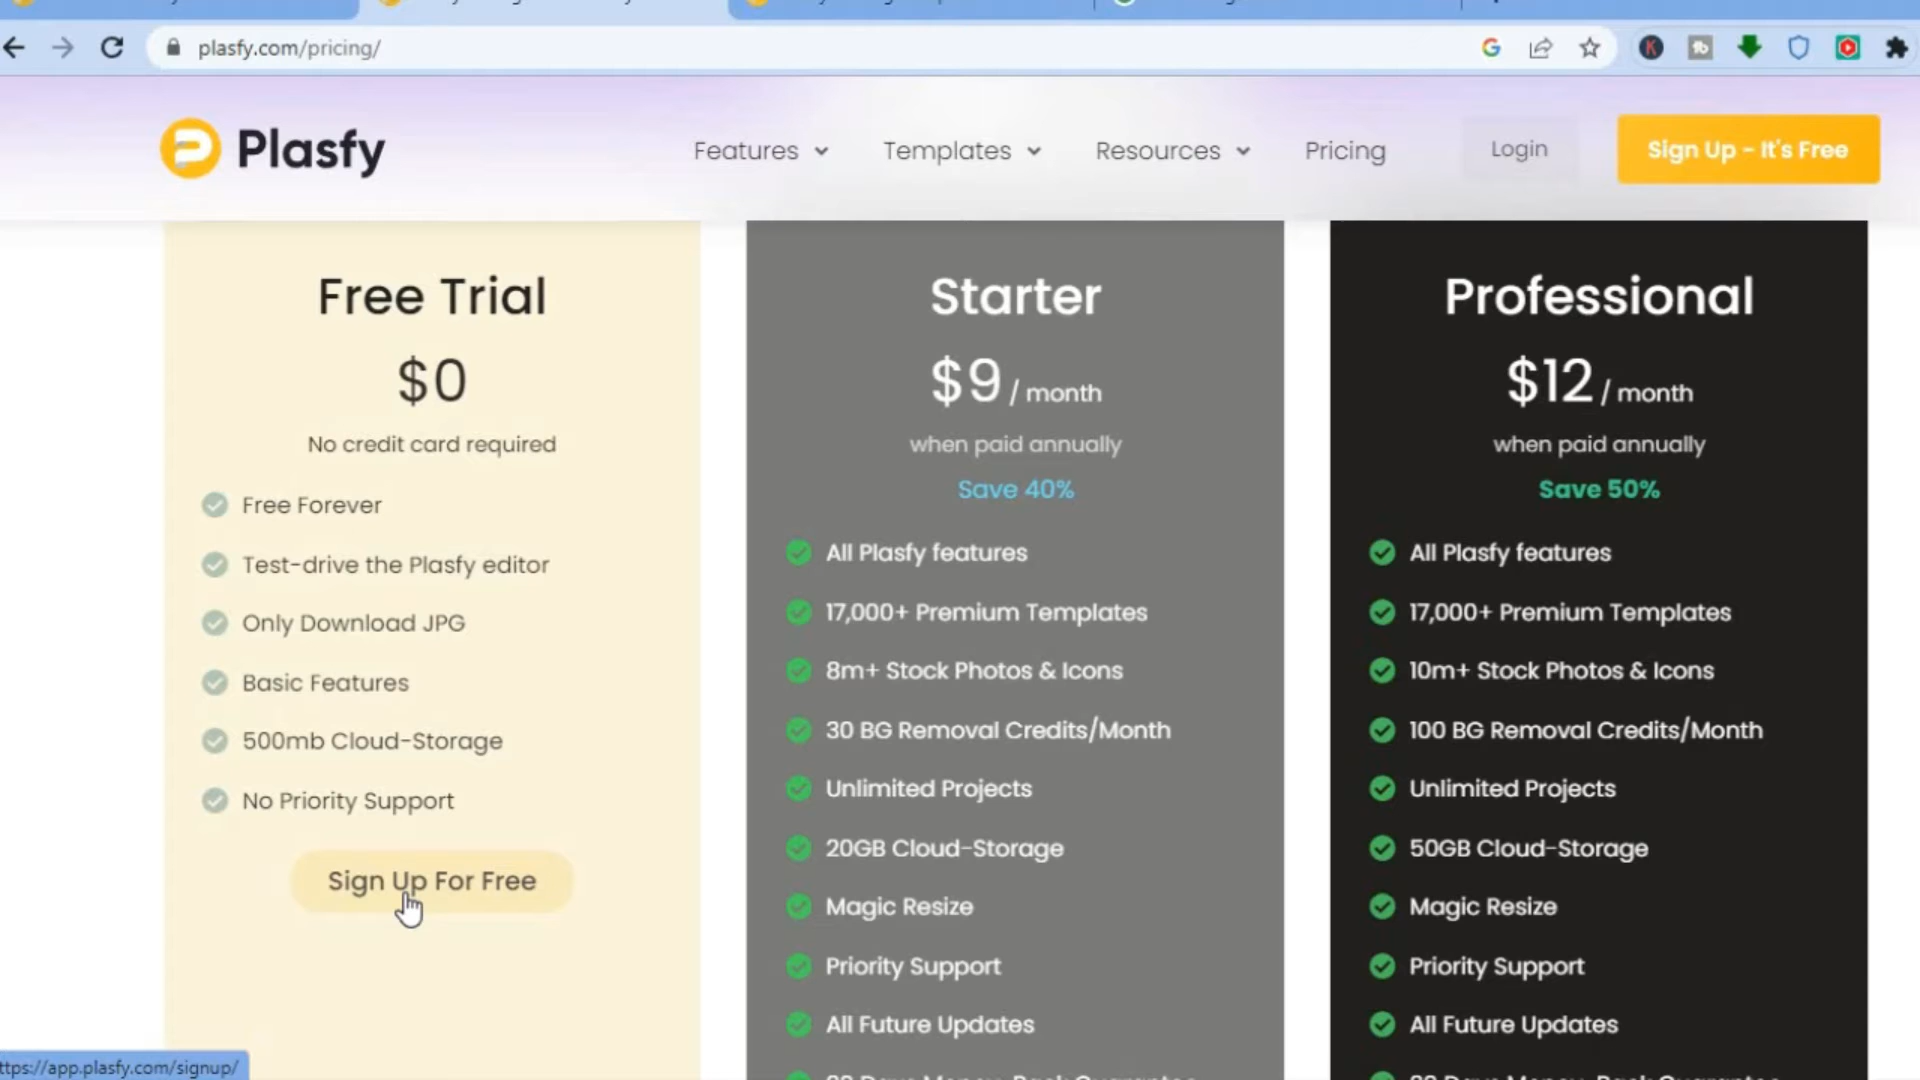 plasfy.com/pricing/
Plasfy
Features
Templates
Resources
Pricing
Login
Sign Up - It's Free
Free Trial
$0
No credit card required
Free Forever
Test-drive the Plasfy editor
Only Download JPG
Basic Features
500mb Cloud-Storage
No Priority Support
Sign Up For Free
Starter
$9 / month
when paid annually
Save 40%
All Plasfy features
17,000+ Premium Templates
8m+ Stock Photos & Icons
30 BG Removal Credits/Month
Unlimited Projects
20GB Cloud-Storage
Magic Resize
Priority Support
All Future Updates
Professional
$12 / month
when paid annually
Save 50%
All Plasfy features
17,000+ Premium Templates
10m+ Stock Photos & Icons
100 BG Removal Credits/Month
Unlimited Projects
50GB Cloud-Storage
Magic Resize
Priority Support
All Future Updates
ttps://app.plasfy.com/signup/